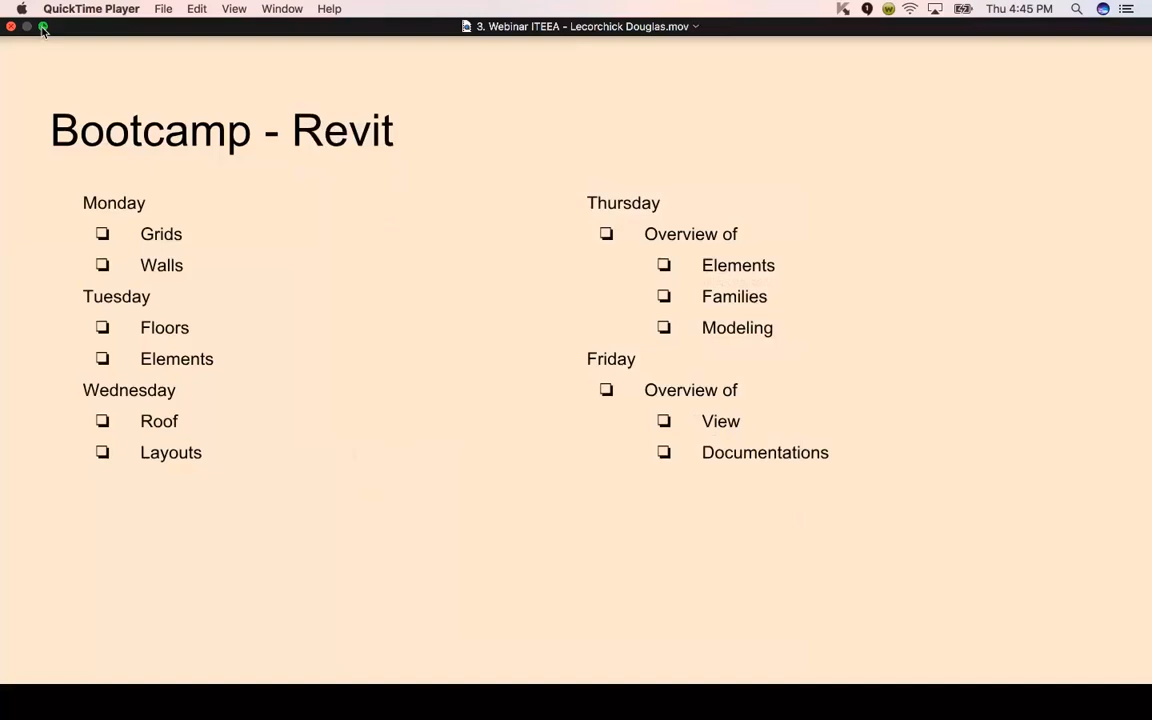 QuickTime Player File Edit View Window Help Thu 4:45 PM
3. Webinar ITEEA - Lecorchick Douglas.mov
Bootcamp - Revit
Monday
Grids
Walls
Tuesday
Floors
Elements
Wednesday
Roof
Layouts
Thursday
Overview of
Elements
Families
Modeling
Friday
Overview of
View
Documentations